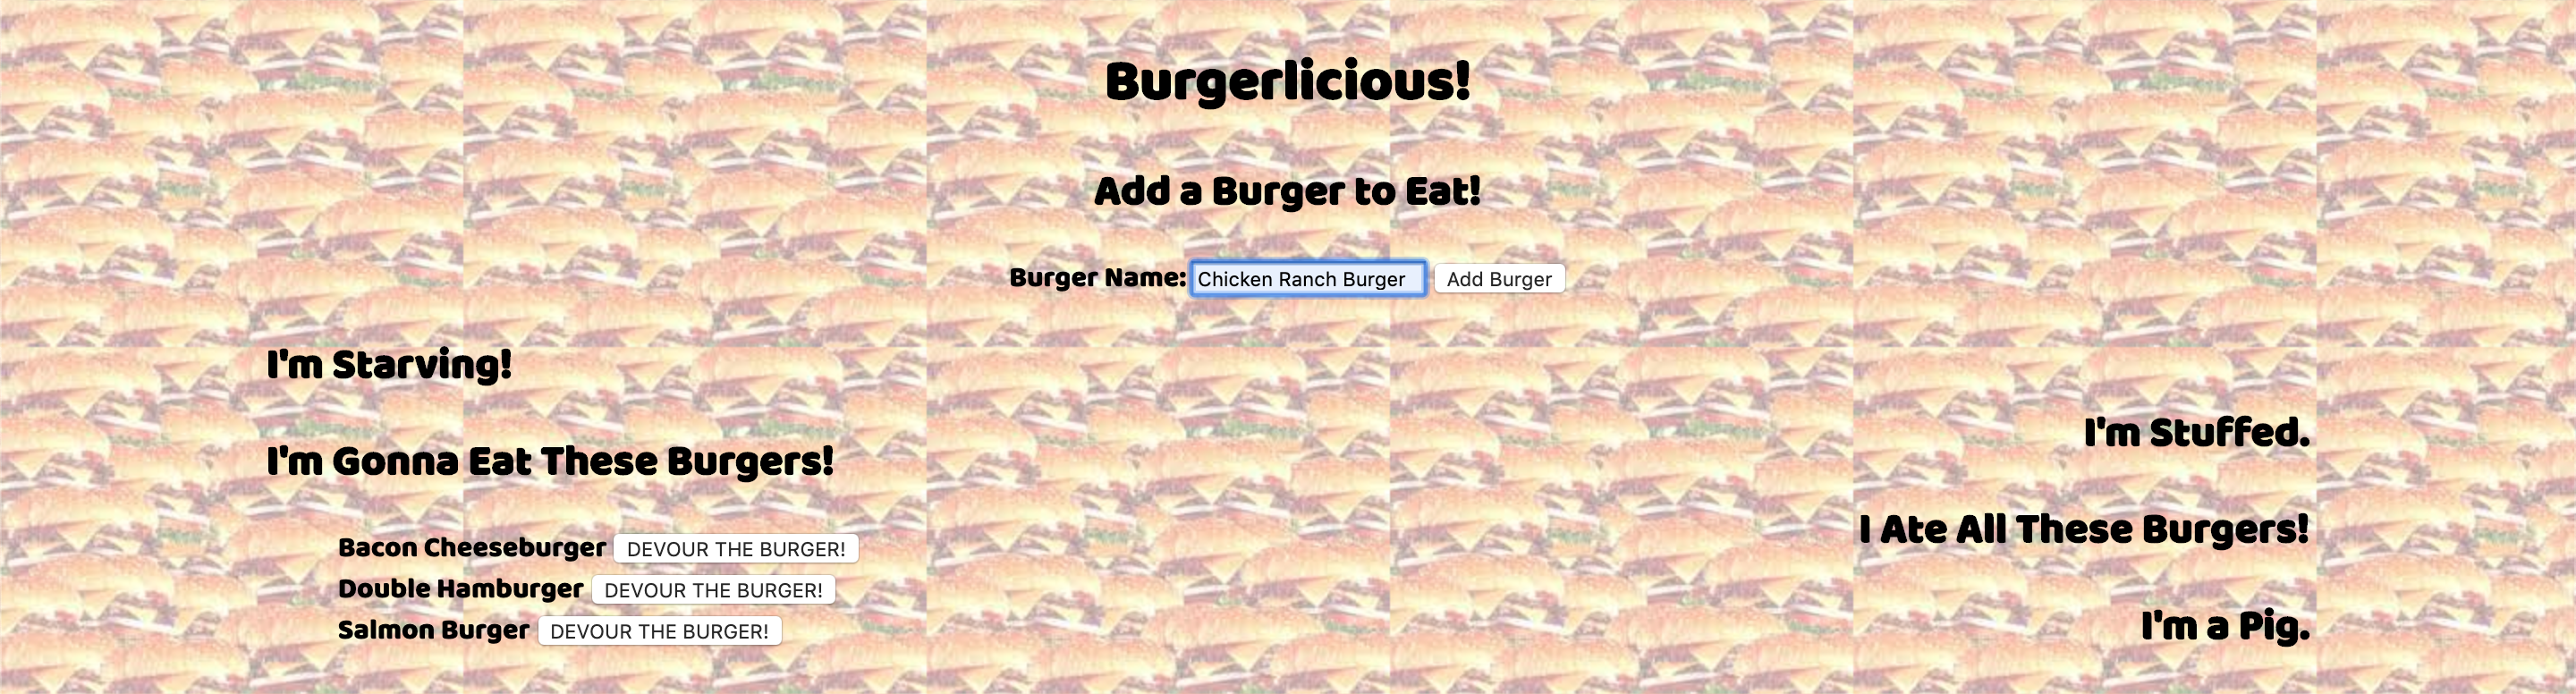 Burgerlicious!
Add a Burger to Eat!
Burger Name: Chicken Ranch Burger Add Burger
I'm Starving!
I'm Gonna Eat These Burgers!
Bacon Cheeseburger DEVOUR THE BURGER!
Double Hamburger DEVOUR THE BURGER!
Salmon Burger DEVOUR THE BURGER!
I'm Stuffed.
I Ate All These Burgers!
I'm a Pig.